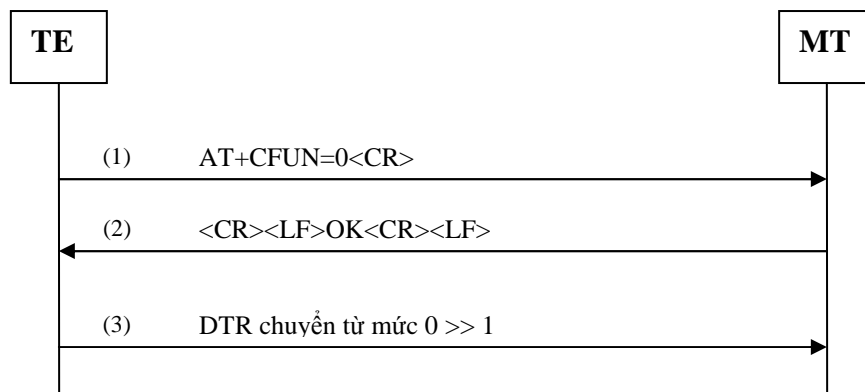 TE
MT
(1) AT+CFUN=0<CR>
(2) <CR><LF>OK<CR><LF>
(3) DTR chuyển từ mức 0 >> 1